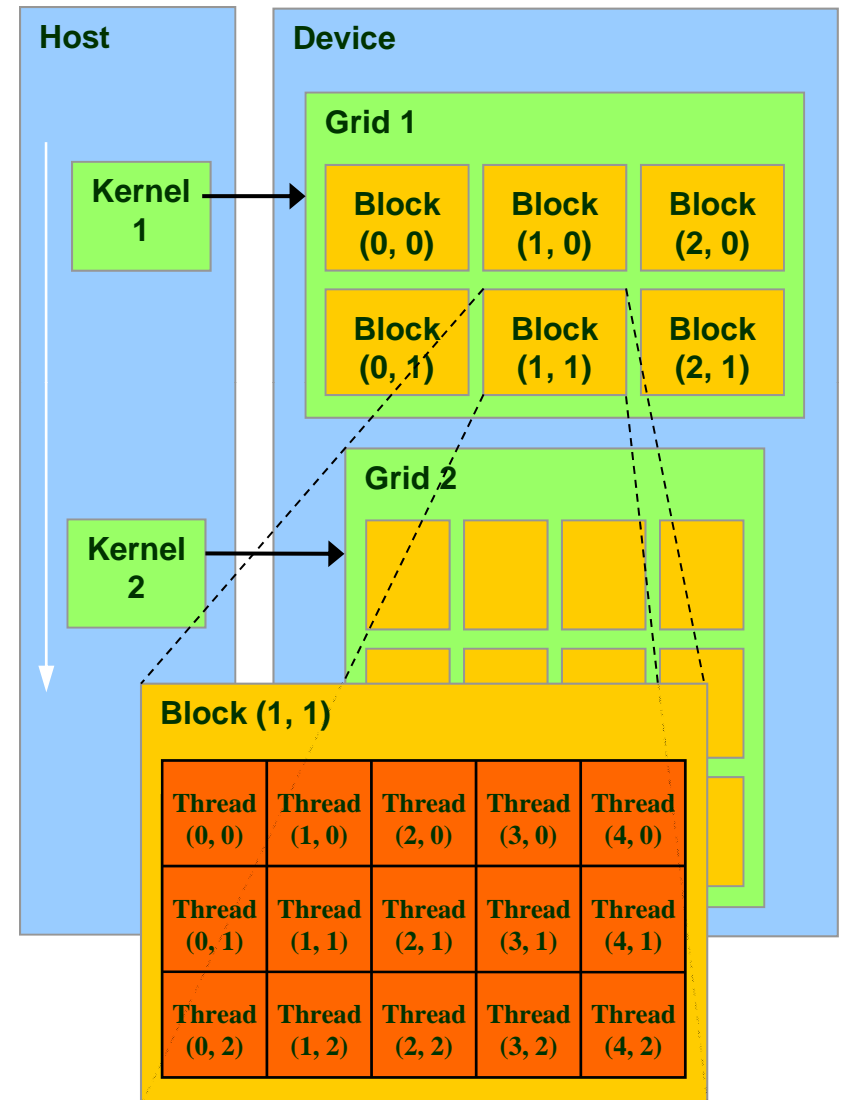 Host
Device
Grid 1
Kernel
1
Block
(0, 0)
Block
(1, 0)
Block
(2, 0)
Block
(0, 1)
Block
(1, 1)
Block
(2, 1)
Grid 2
Kernel
2
Block (1, 1)
Thread
(0, 0)
Thread
(1, 0)
Thread
(2, 0)
Thread
(3, 0)
Thread
(4, 0)
Thread
(0, 1)
Thread
(1, 1)
Thread
(2, 1)
Thread
(3, 1)
Thread
(4, 1)
Thread
(0, 2)
Thread
(1, 2)
Thread
(2, 2)
Thread
(3, 2)
Thread
(4, 2)